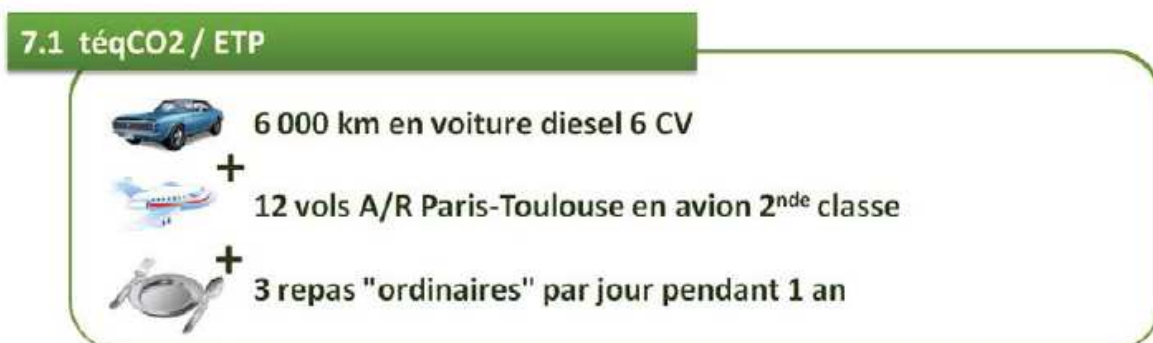 7.1 téqCO2 / ETP
6 000 km en voiture diesel 6 CV
+
12 vols A/R Paris-Toulouse en avion 2nde classe
+
3 repas "ordinaires" par jour pendant 1 an